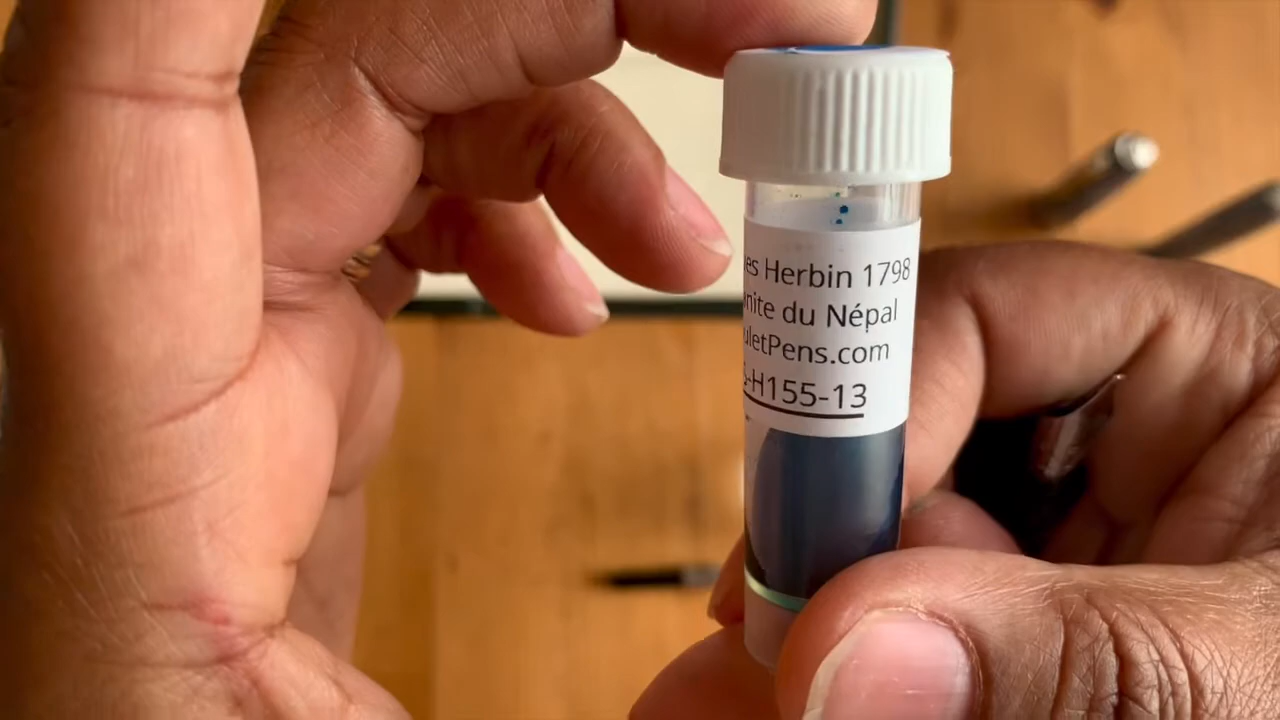 es Herbin 1798
nite du Népal
uletPens.com
-H155-13